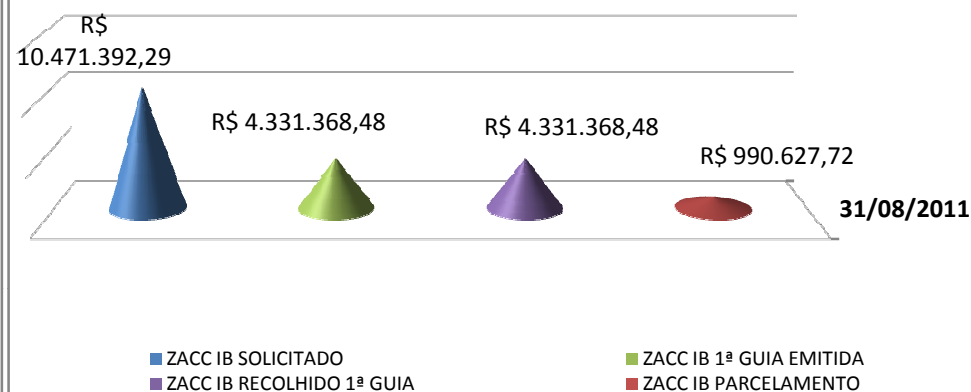 R$
10.471.392,29
R$ 4.331.368,48
R$ 4.331.368,48
R$ 990.627,72
31/08/2011
ZACC IB SOLICITADO
ZACC IB 1ª GUIA EMITIDA
ZACC IB RECOLHIDO 1ª GUIA
ZACC IB PARCELAMENTO